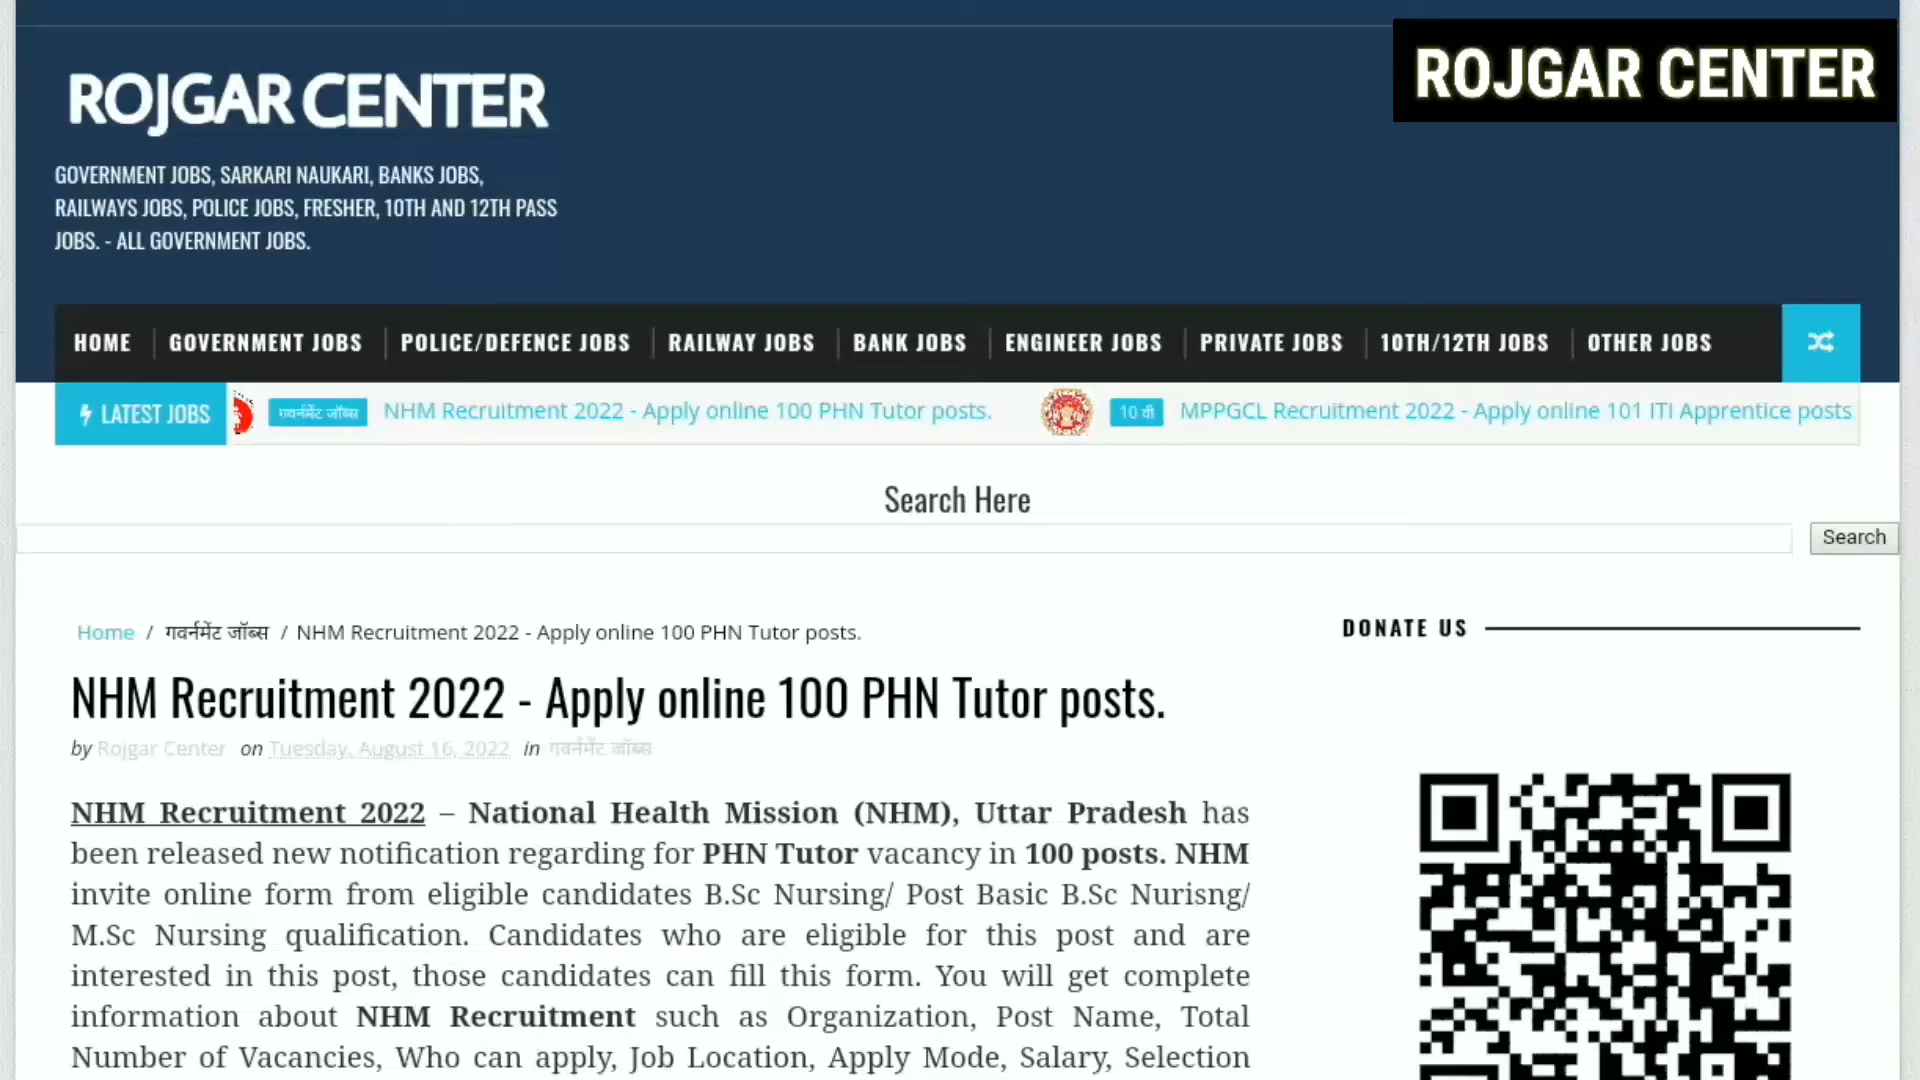 ROJGAR CENTER
ROJGAR CENTER
GOVERNMENT JOBS, SARKARI NAUKARI, BANKS JOBS,
RAILWAYS JOBS, POLICE JOBS, FRESHER, 10TH AND 12TH PASS
JOBS. - ALL GOVERNMENT JOBS.
HOME GOVERNMENT JOBS POLICE/DEFENCE JOBS RAILWAY JOBS BANK JOBS ENGINEER JOBS PRIVATE JOBS 10TH/12TH JOBS OTHER JOBS
LATEST JOBS गवर्नमेंट जॉब्स NHM Recruitment 2022 - Apply online 100 PHN Tutor posts. 10 वी MPPGCL Recruitment 2022 - Apply online 101 ITI Apprentice posts
Search Here
Search
Home / गवर्नमेंट जॉब्स / NHM Recruitment 2022 - Apply online 100 PHN Tutor posts.
NHM Recruitment 2022 - Apply online 100 PHN Tutor posts.
by Rojgar Center on Tuesday, August 16, 2022 in गवर्नमेंट जॉब्स
NHM Recruitment 2022 – National Health Mission (NHM), Uttar Pradesh has
been released new notification regarding for PHN Tutor vacancy in 100 posts. NHM
invite online form from eligible candidates B.Sc Nursing/ Post Basic B.Sc Nurisng/
M.Sc Nursing qualification. Candidates who are eligible for this post and are
interested in this post, those candidates can fill this form. You will get complete
information about NHM Recruitment such as Organization, Post Name, Total
Number of Vacancies, Who can apply, Job Location, Apply Mode, Salary, Selection
DONATE US